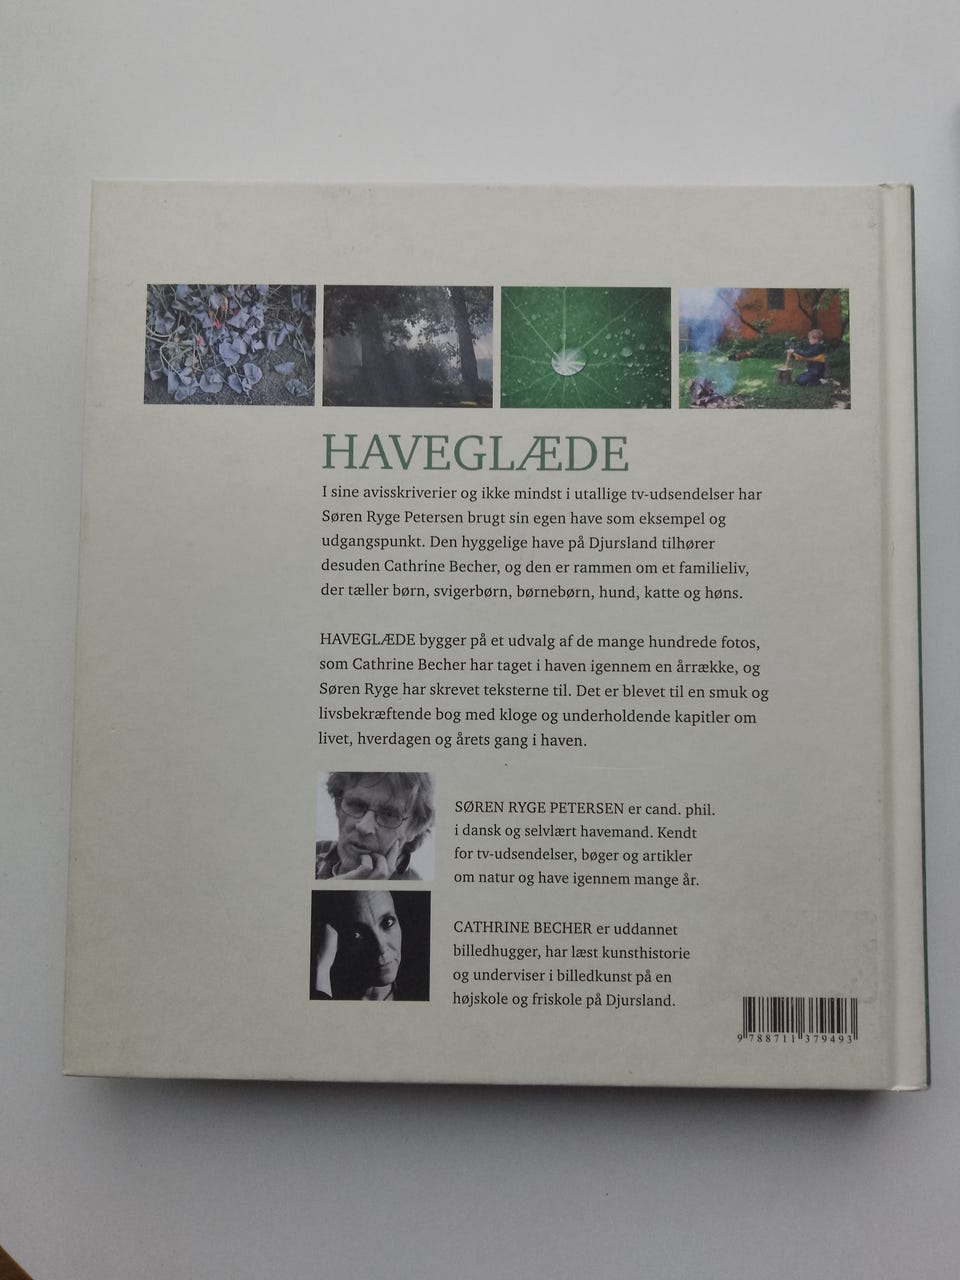 HAVEGLÆDE
I sine avisskriverier og ikke mindst i utallige tv-udsendelser har
Søren Ryge Petersen brugt sin egen have som eksempel og
udgangspunkt. Den hyggelige have på Djursland tilhører
desuden Cathrine Becher, og den er rammen om et familieliv,
der tæller børn, svigerbørn, børnebørn, hund, katte og høns.
HAVEGLÆDE bygger på et udvalg af de mange hundrede fotos,
som Cathrine Becher har taget i haven igennem en årrække, og
Søren Ryge har skrevet teksterne til. Det er blevet til en smuk og
livsbekræftende bog med kloge og underholdende kapitler om
livet, hverdagen og årets gang i haven.
SØREN RYGE PETERSEN er cand. phil.
i dansk og selvlært havemand. Kendt
for tv-udsendelser, bøger og artikler
om natur og have igennem mange år.
CATHRINE BECHER er uddannet
billedhugger, har læst kunsthistorie
og underviser i billedkunst på en
højskole og friskole på Djursland.
9 788711 379493